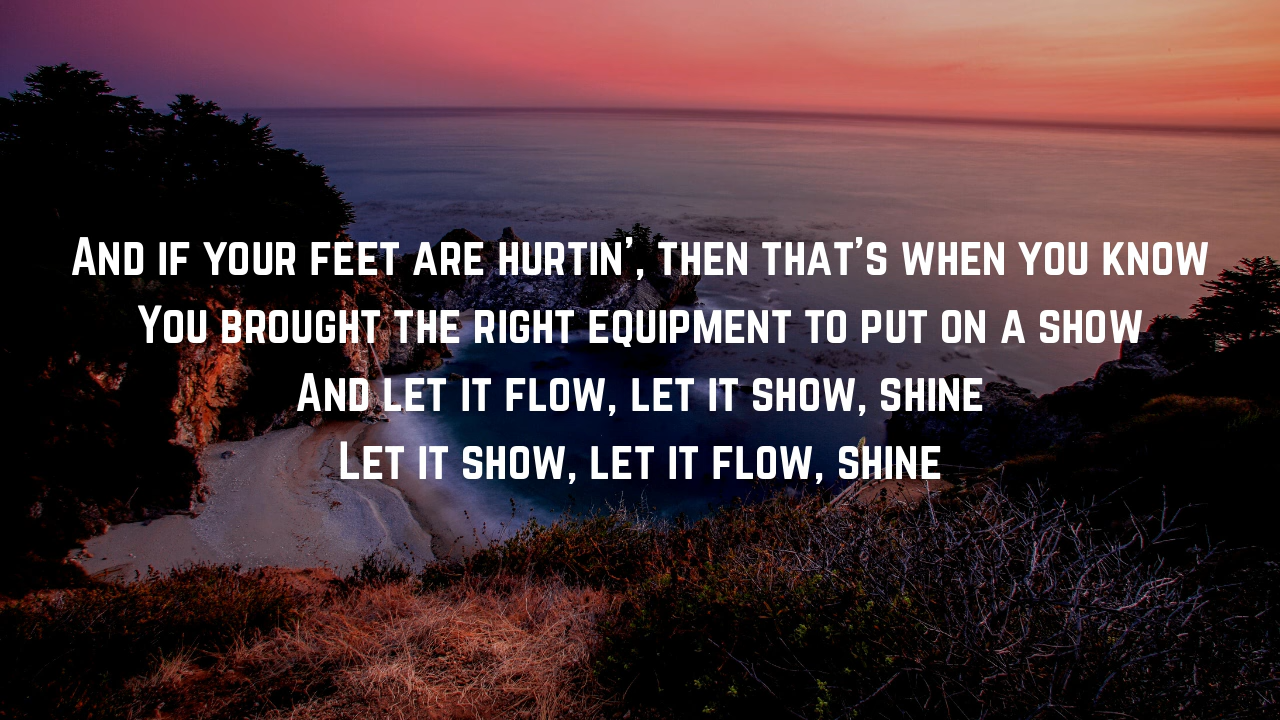 And if your feet are hurtin', then that's when you know
You brought the right equipment to put on a show
And let it flow, let it show, shine
Let it show, let it flow, shine